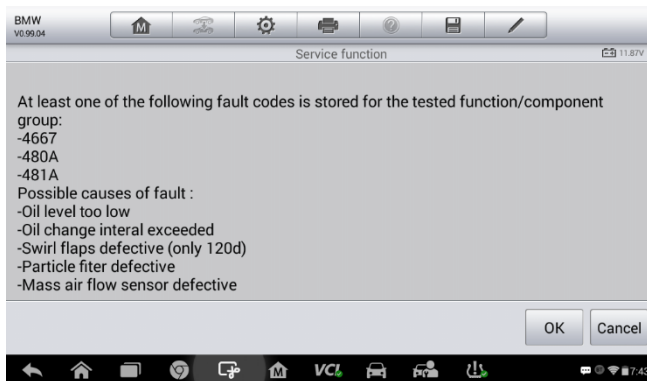 BMW
V0.99.04
Service function
11.87V
At least one of the following fault codes is stored for the tested function/component
group:
-4667
-480A
-481A
Possible causes of fault :
-Oil level too low
-Oil change interal exceeded
-Swirl flaps defective (only 120d)
-Particle fiter defective
-Mass air flow sensor defective
OK
Cancel
M
VCI
7:43